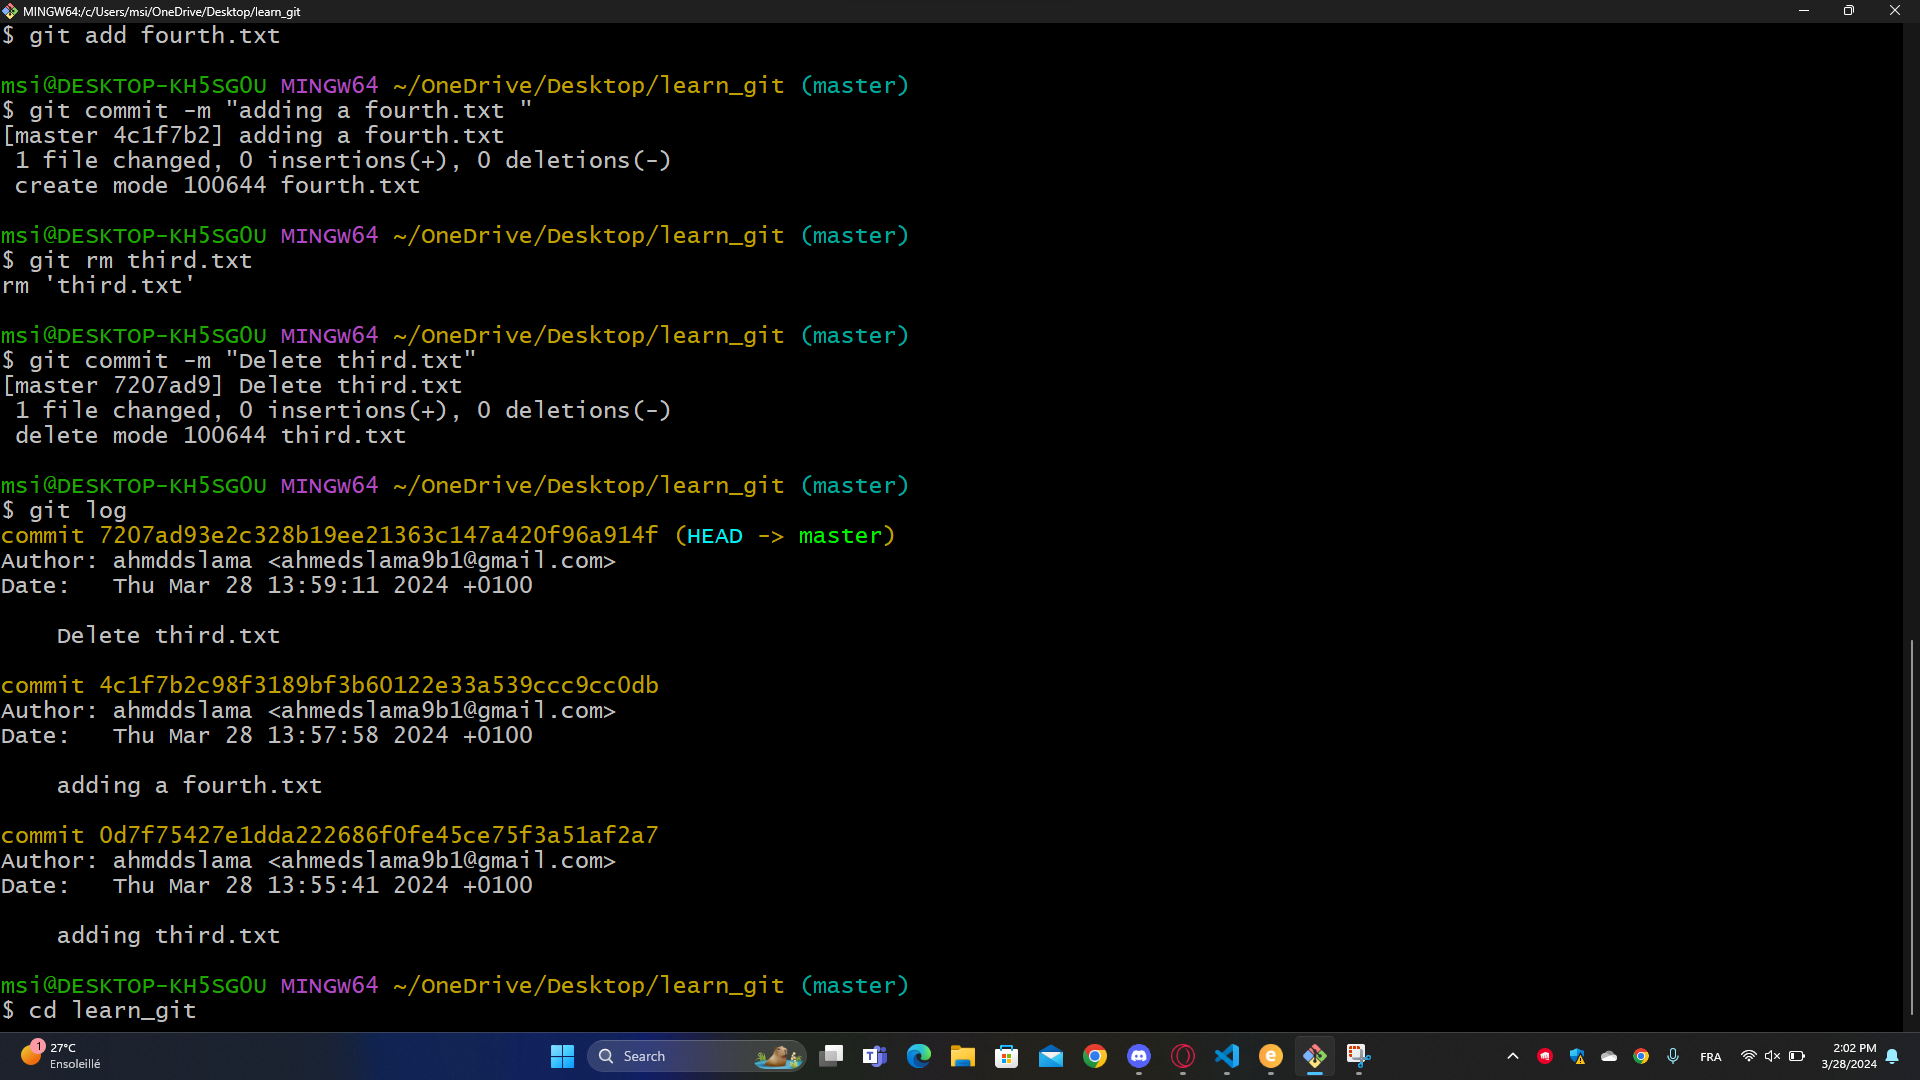 MINGW64:/c/Users/msi/OneDrive/Desktop/learn_git
$ git add fourth.txt
msi@DESKTOP-KH5SG0U MINGW64 ~/OneDrive/Desktop/learn_git (master)
$ git commit -m "adding a fourth.txt "
[master 4c1f7b2] adding a fourth.txt
1 file changed, 0 insertions(+), 0 deletions(-)
create mode 100644 fourth.txt
msi@DESKTOP-KH5SG0U MINGW64 ~/OneDrive/Desktop/learn_git (master)
$ git rm third.txt
rm 'third.txt'
msi@DESKTOP-KH5SG0U MINGW64 ~/OneDrive/Desktop/learn_git (master)
$ git commit -m "Delete third.txt"
[master 7207ad9] Delete third.txt
1 file changed, 0 insertions(+), 0 deletions(-)
delete mode 100644 third.txt
msi@DESKTOP-KH5SG0U MINGW64 ~/OneDrive/Desktop/learn_git (master)
$ git log
commit 7207ad93e2c328b19ee21363c147a420f96a914f (HEAD -> master)
Author: ahmddslama <ahmedslama9b1@gmail.com>
Date:   Thu Mar 28 13:59:11 2024 +0100
Delete third.txt
commit 4c1f7b2c98f3189bf3b60122e33a539ccc9cc0db
Author: ahmddslama <ahmedslama9b1@gmail.com>
Date:   Thu Mar 28 13:57:58 2024 +0100
adding a fourth.txt
commit 0d7f75427e1dda222686f0fe45ce75f3a51af2a7
Author: ahmddslama <ahmedslama9b1@gmail.com>
Date:   Thu Mar 28 13:55:41 2024 +0100
adding third.txt
msi@DESKTOP-KH5SG0U MINGW64 ~/OneDrive/Desktop/learn_git (master)
$ cd learn_git
1
27°C
Ensoleillé
Search
FRA
2:02 PM
3/28/2024